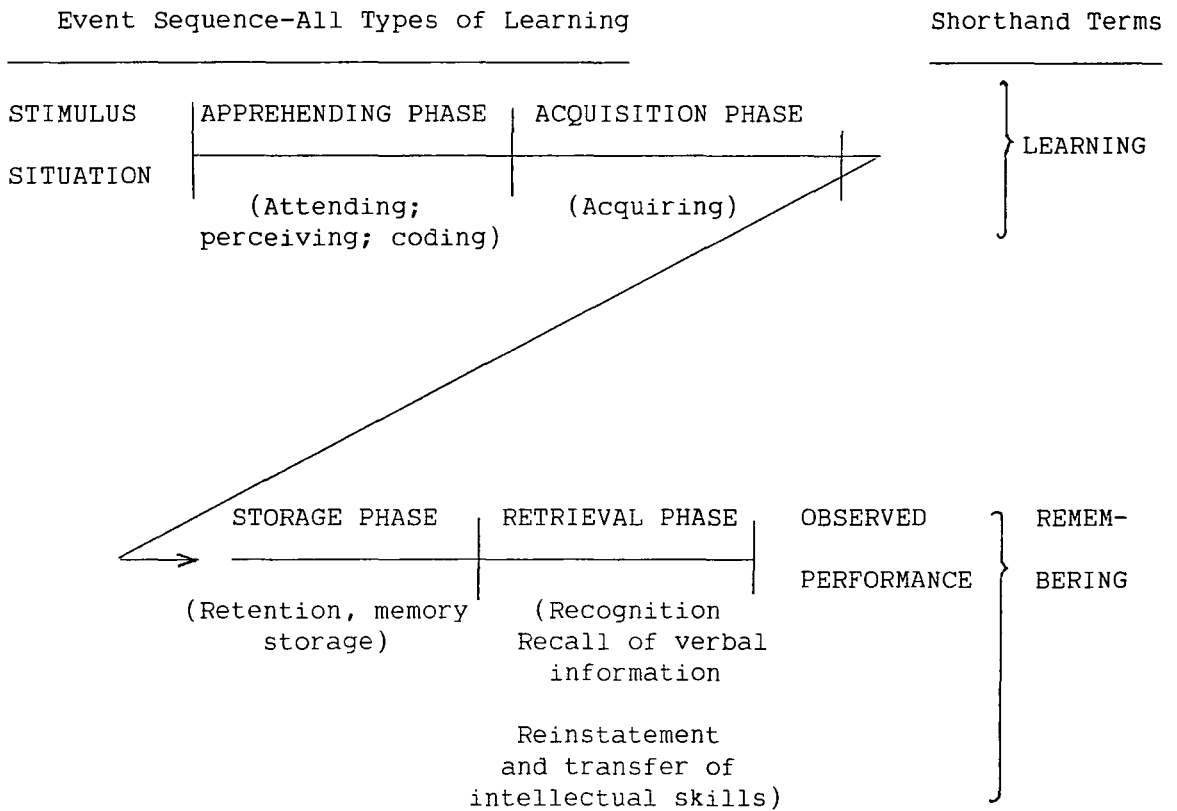 Event Sequence-All Types of Learning
Shorthand Terms
STIMULUS
SITUATION
APPREHENDING PHASE
(Attending;
perceiving; coding)
ACQUISITION PHASE
(Acquiring)
LEARNING
STORAGE PHASE
(Retention, memory
storage)
RETRIEVAL PHASE
(Recognition
Recall of verbal
information
Reinstatement
and transfer of
intellectual skills)
OBSERVED
PERFORMANCE
REMEM-
BERING